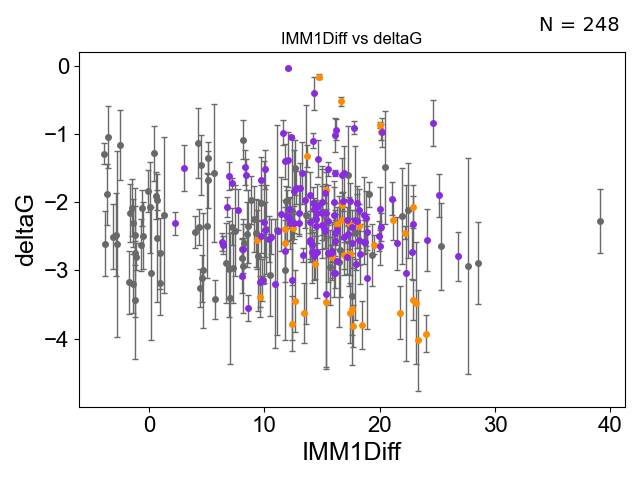 N = 248
IMM1Diff vs deltaG
deltaG
0
−1
−2
−3
−4
0 10 20 30 40
IMM1Diff